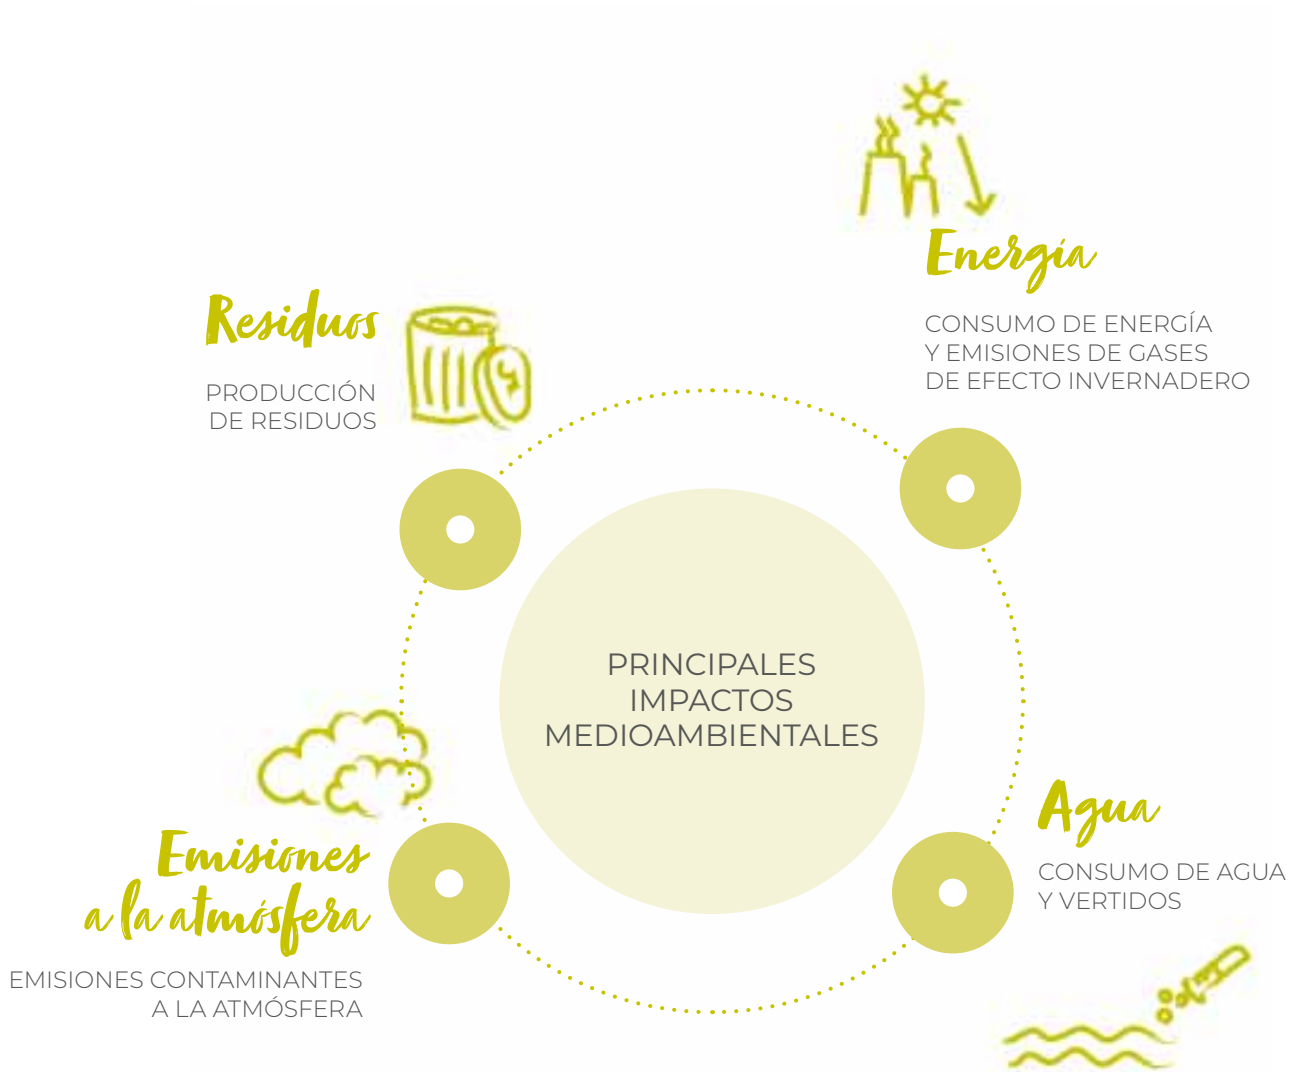 Energía
CONSUMO DE ENERGÍA
Y EMISIONES DE GASES
DE EFECTO INVERNADERO
Residuos
PRODUCCIÓN
DE RESIDUOS
PRINCIPALES
IMPACTOS
MEDIOAMBIENTALES
Agua
CONSUMO DE AGUA
Y VERTIDOS
Emisiones
a la atmósfera
EMISIONES CONTAMINANTES
A LA ATMÓSFERA